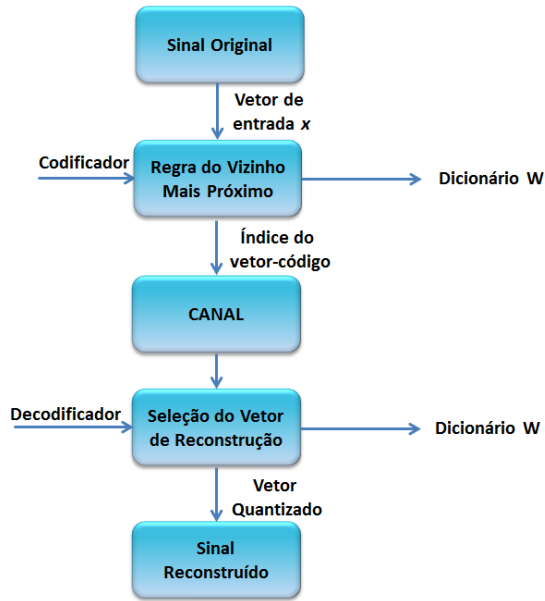 Sinal Original
Vetor de
entrada x
Codificador
Regra do Vizinho
Mais Próximo
Dicionário W
Índice do
vetor-código
CANAL
Decodificador
Seleção do Vetor
de Reconstrução
Dicionário W
Vetor
Quantizado
Sinal
Reconstruído